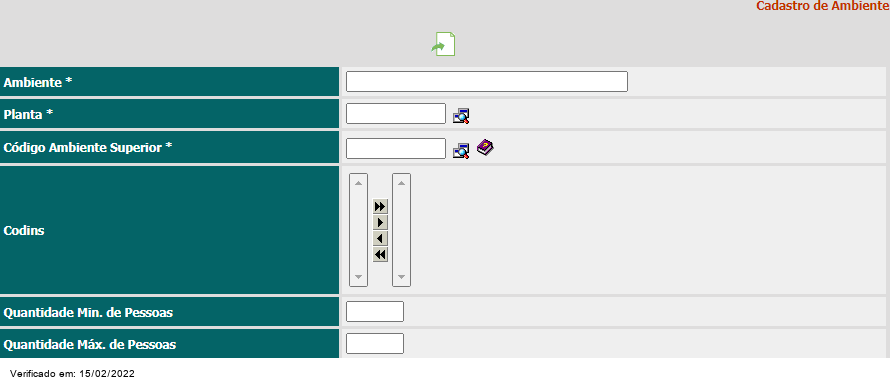 Cadastro de Ambiente
Ambiente *
Planta *
Código Ambiente Superior *
Codins
Quantidade Min. de Pessoas
Quantidade Máx. de Pessoas
Verificado em: 15/02/2022